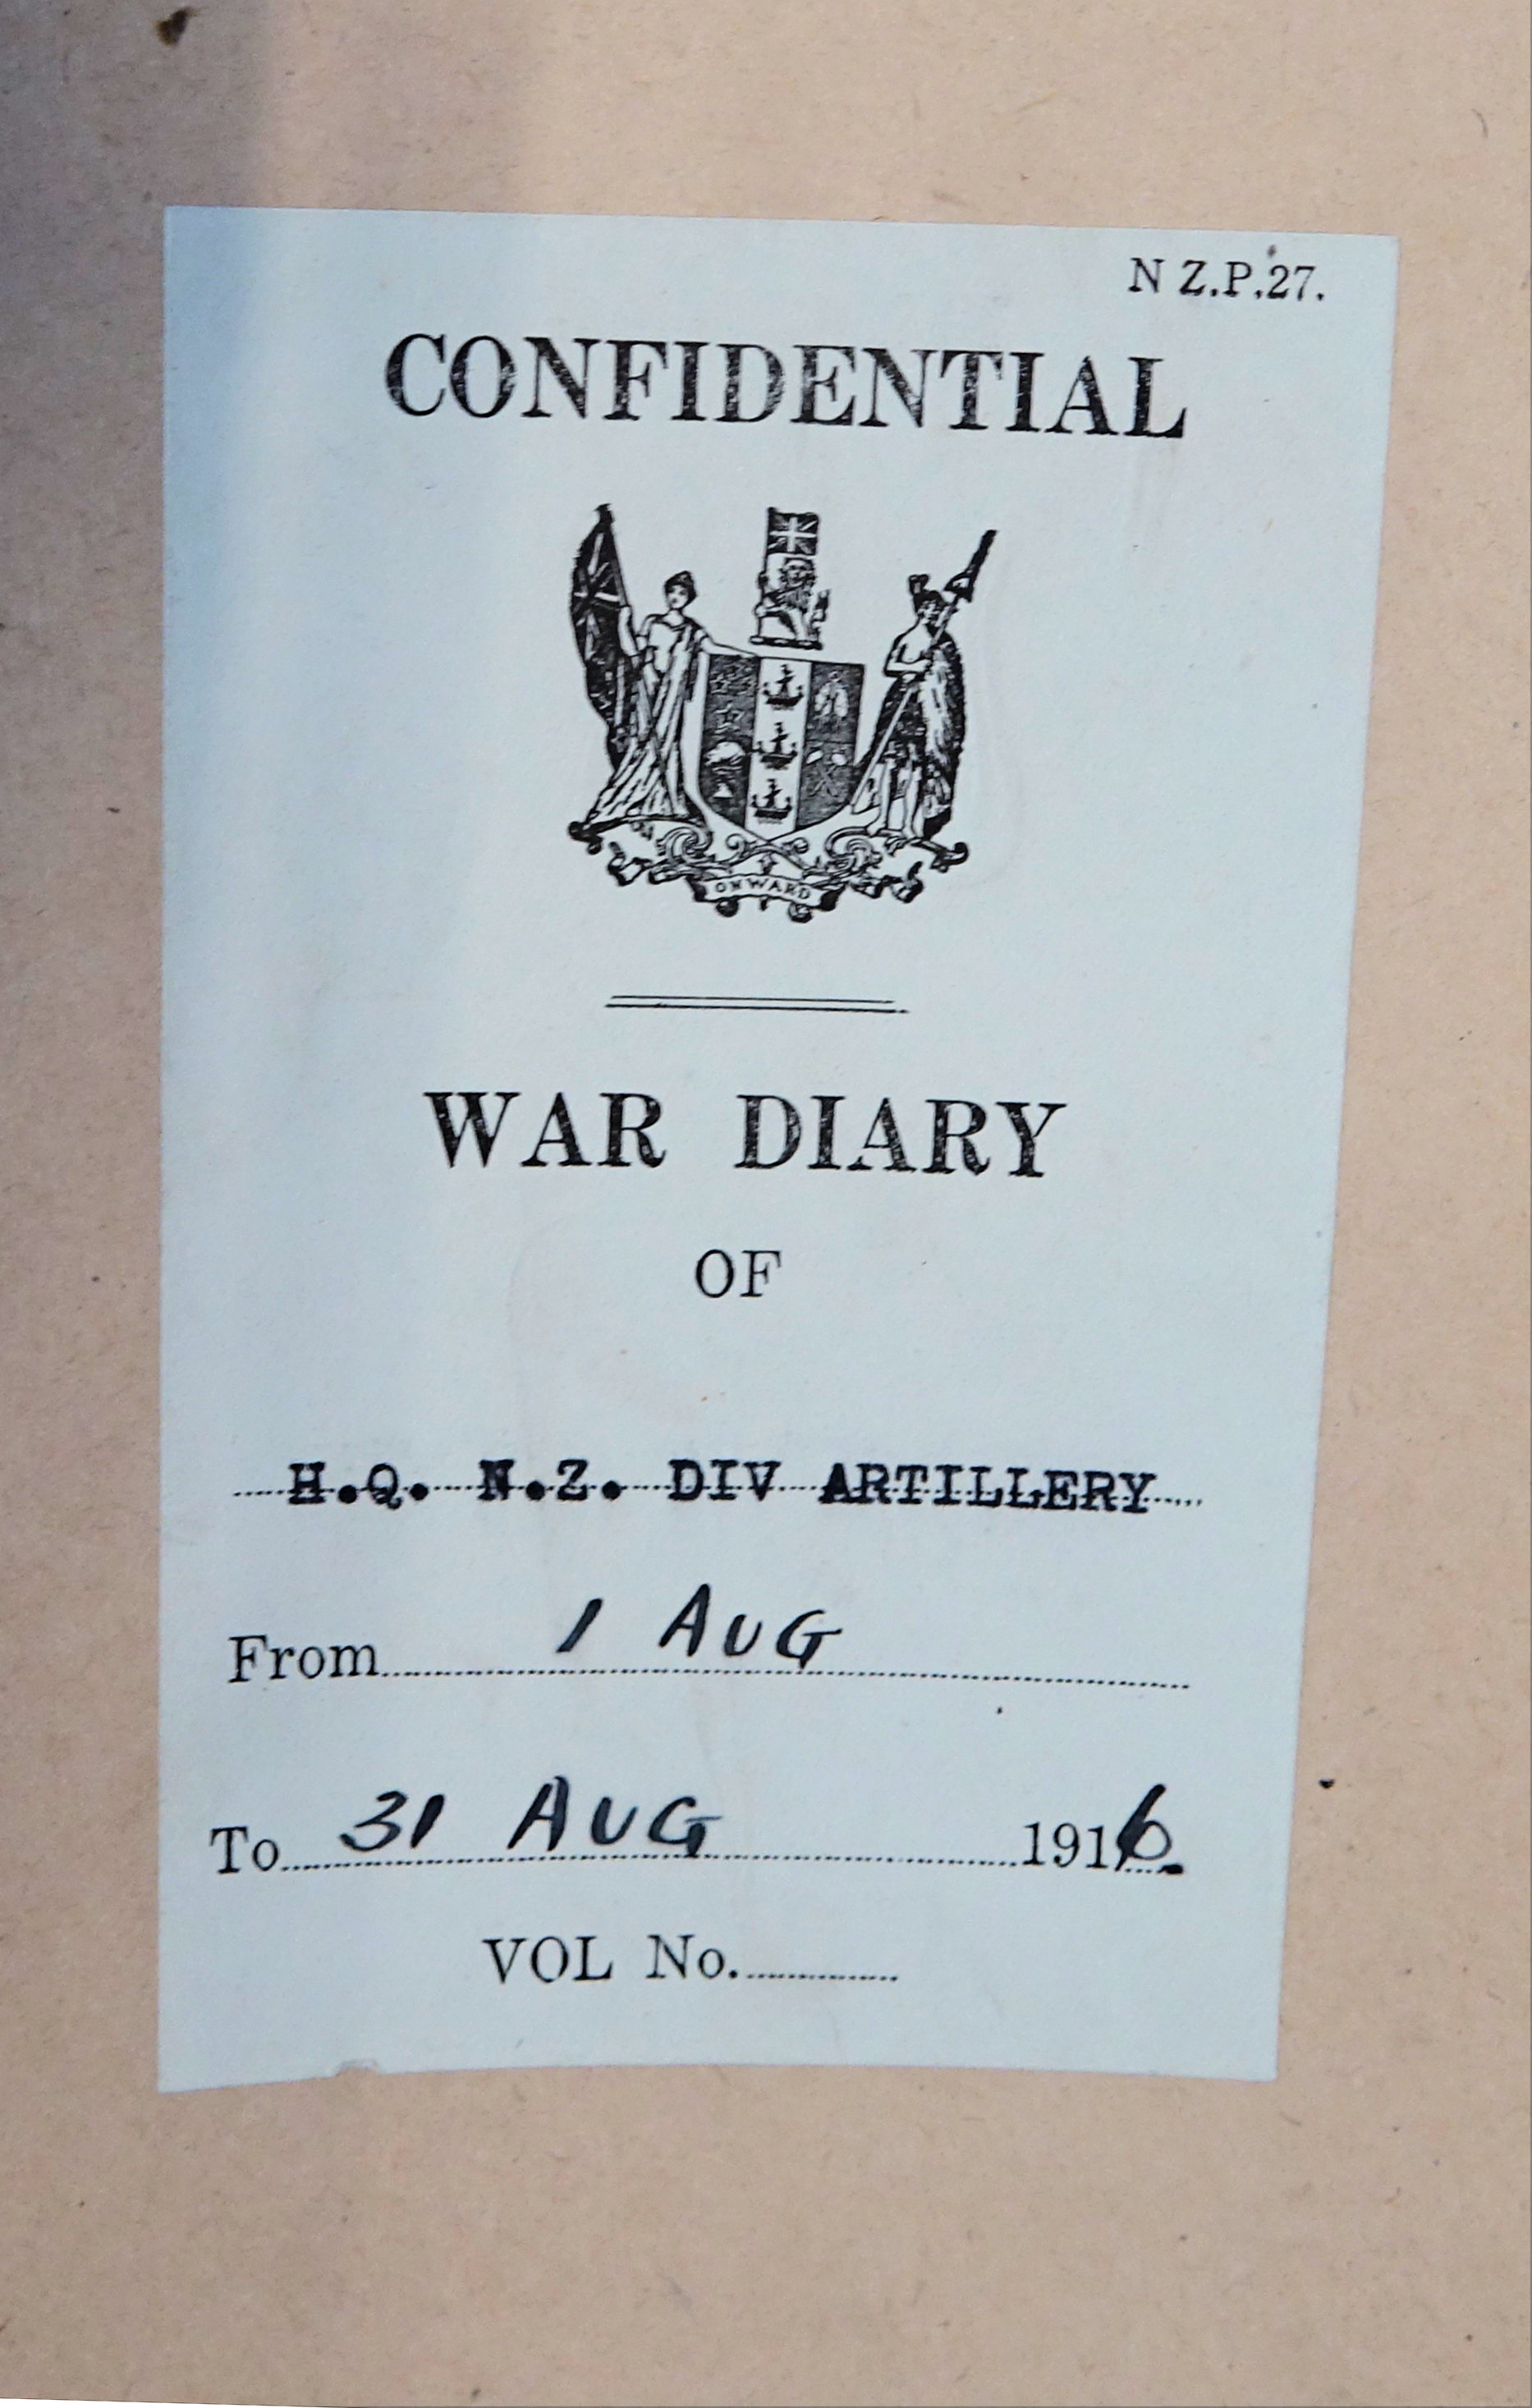 N Z.P.27.
CONFIDENTIAL
ONWARD
WAR DIARY
OF
H.Q. N.Z. DIV ARTILLERY
From 1 AUG
To 31 AUG 1916.
VOL No.